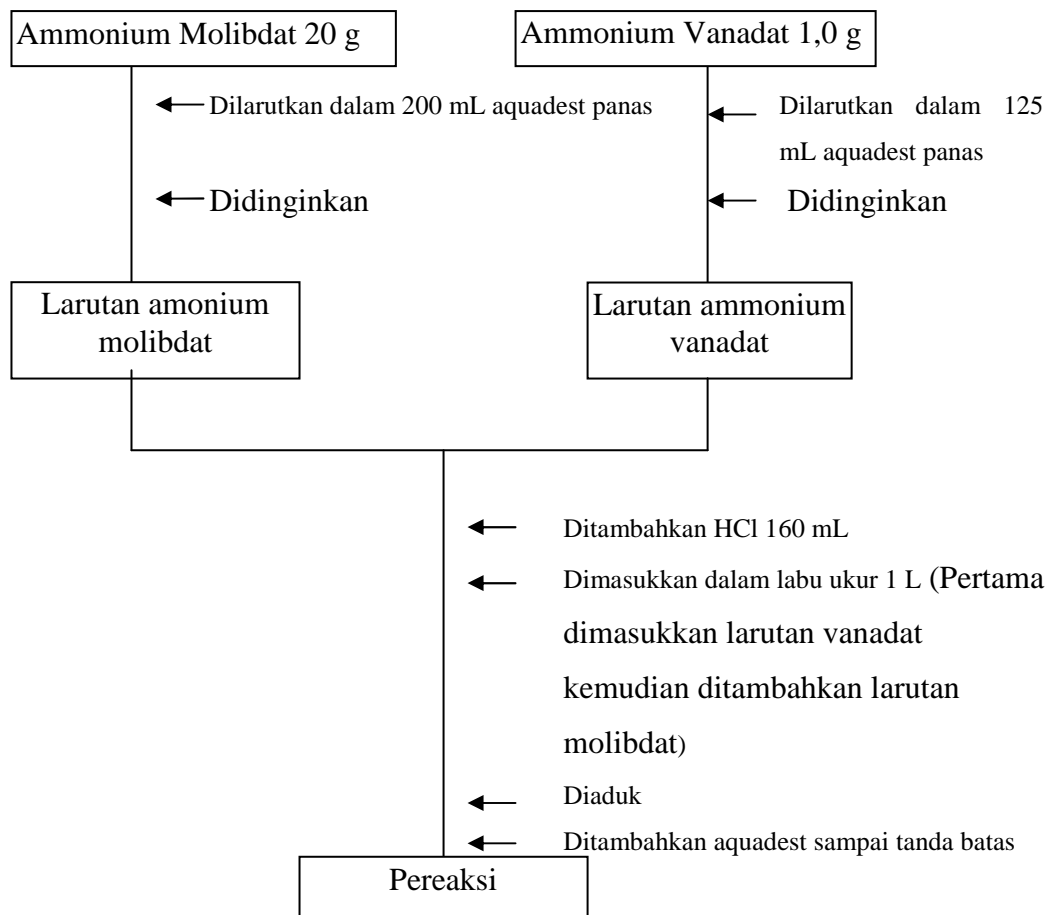 Ammonium Molibdat 20 g
Ammonium Vanadat 1,0 g
Dilarutkan dalam 200 mL aquadest panas
Dilarutkan dalam 125
mL aquadest panas
Didinginkan
Didinginkan
Larutan amonium
molibdat
Larutan ammonium
vanadat
Ditambahkan HCl 160 mL
Dimasukkan dalam labu ukur 1 L (Pertama
dimasukkan larutan vanadat
kemudian ditambahkan larutan
molibdat)
Diaduk
Ditambahkan aquadest sampai tanda batas
Pereaksi